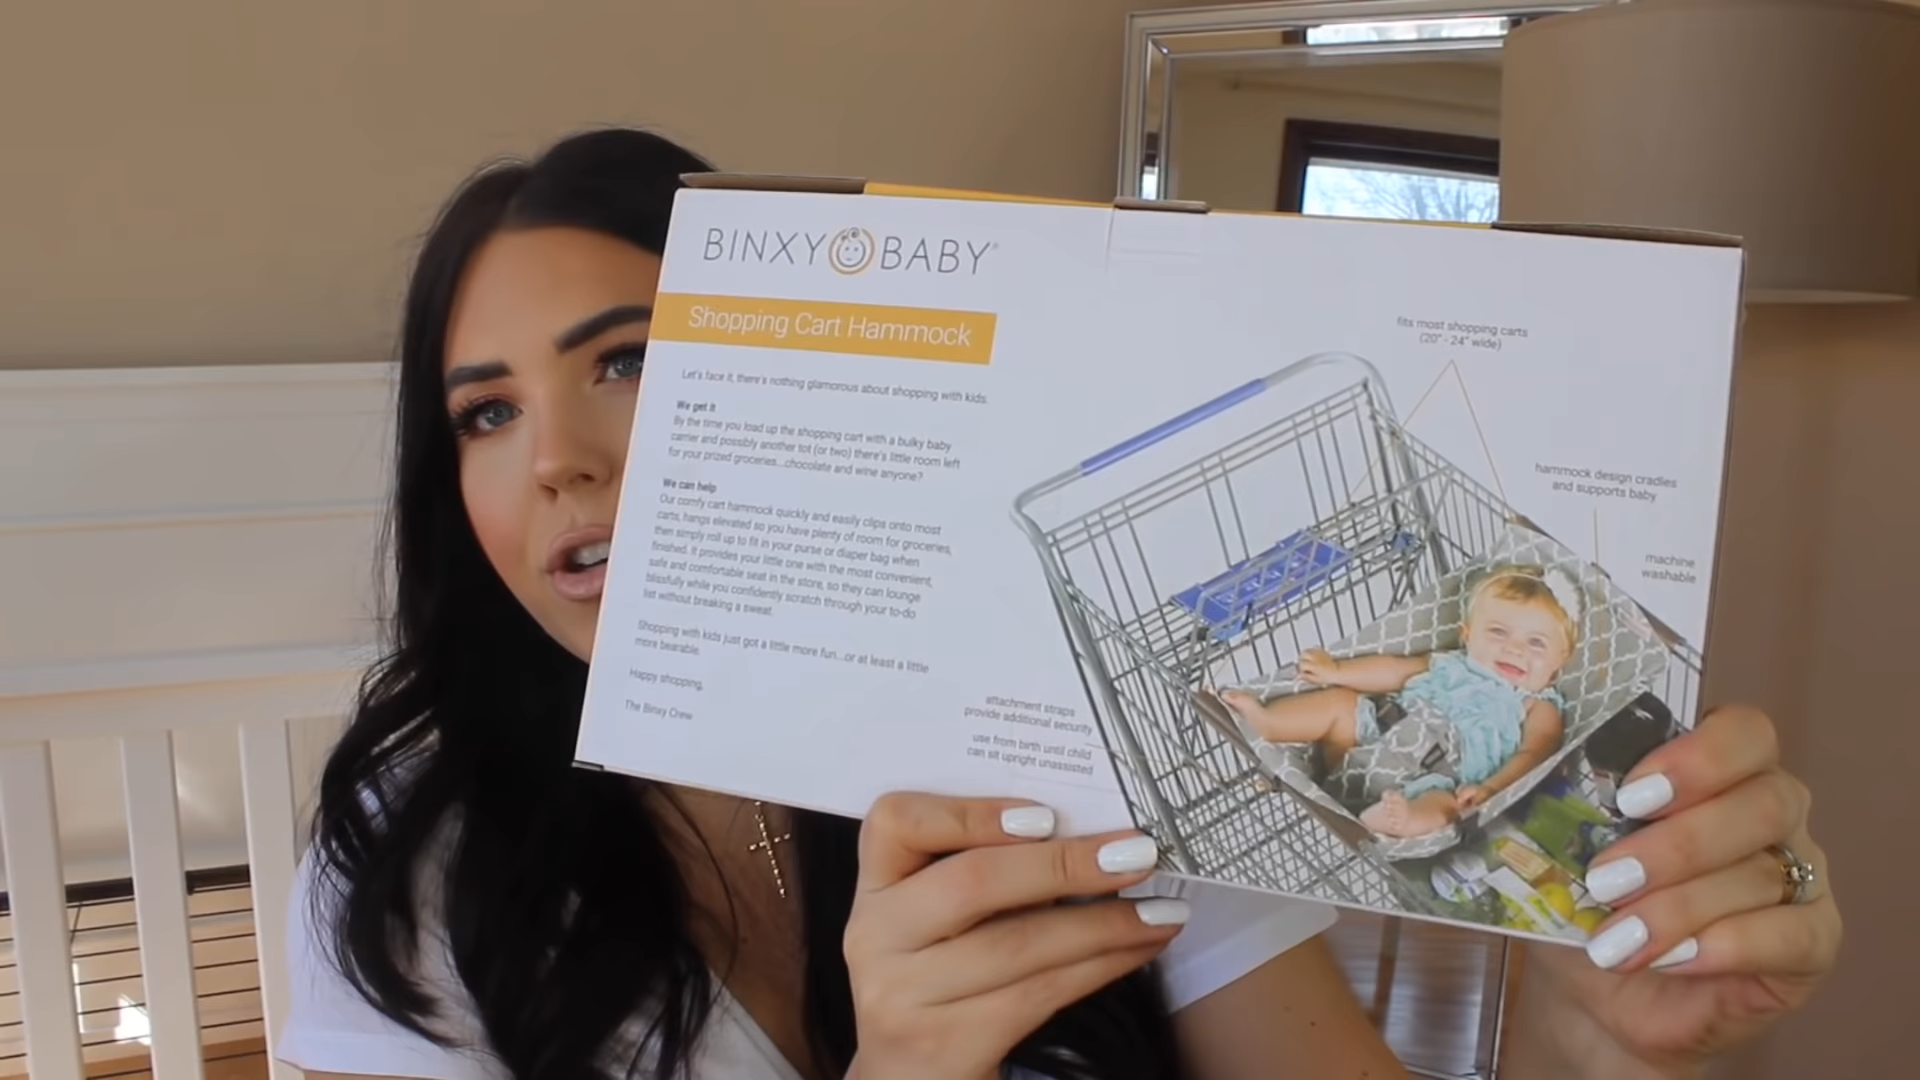 BINXY BABY®
Shopping Cart Hammock
Let's face it, there's nothing glamorous about shopping with kids.
We get it
By the time you load up the shopping cart with a bulky baby
carrier and possibly another tot (or two) there's little room left
for your prized groceries...chocolate and wine anyone?
We can help
Our comfy cart hammock quickly and easily clips onto most
carts, hangs elevated so you have plenty of room for groceries,
then simply roll up to fit in your purse or diaper bag when
finished. It provides your little one with the most convenient,
safe and comfortable seat in the store, so they can lounge
blissfully while you confidently scratch through your to-do
list without breaking a sweat.
Shopping with kids just got a little more fun...or at least a little
more bearable.
Happy shopping,
The Binxy Crew
fits most shopping carts
(20" - 24" wide)
hammock design cradles
and supports baby
machine
washable
attachment straps
provide additional security
use from birth until child
can sit upright unassisted